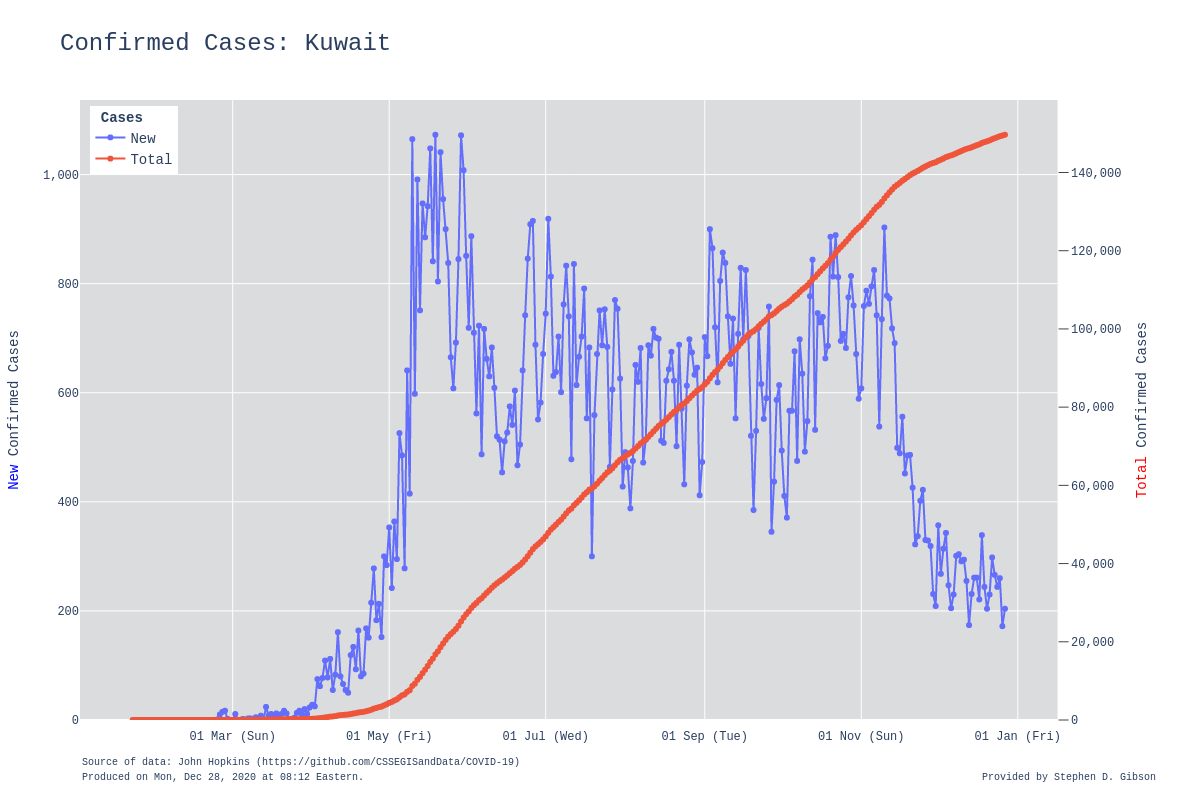 Confirmed Cases: Kuwait
Cases
New
Total
1,000
800
600
400
200
0
140,000
120,000
100,000
80,000
60,000
40,000
20,000
0
New Confirmed Cases
Total Confirmed Cases
01 Mar (Sun)
01 May (Fri)
01 Jul (Wed)
01 Sep (Tue)
01 Nov (Sun)
01 Jan (Fri)
Source of data: John Hopkins (https://github.com/CSSEGISandData/COVID-19)
Produced on Mon, Dec 28, 2020 at 08:12 Eastern.
Provided by Stephen D. Gibson